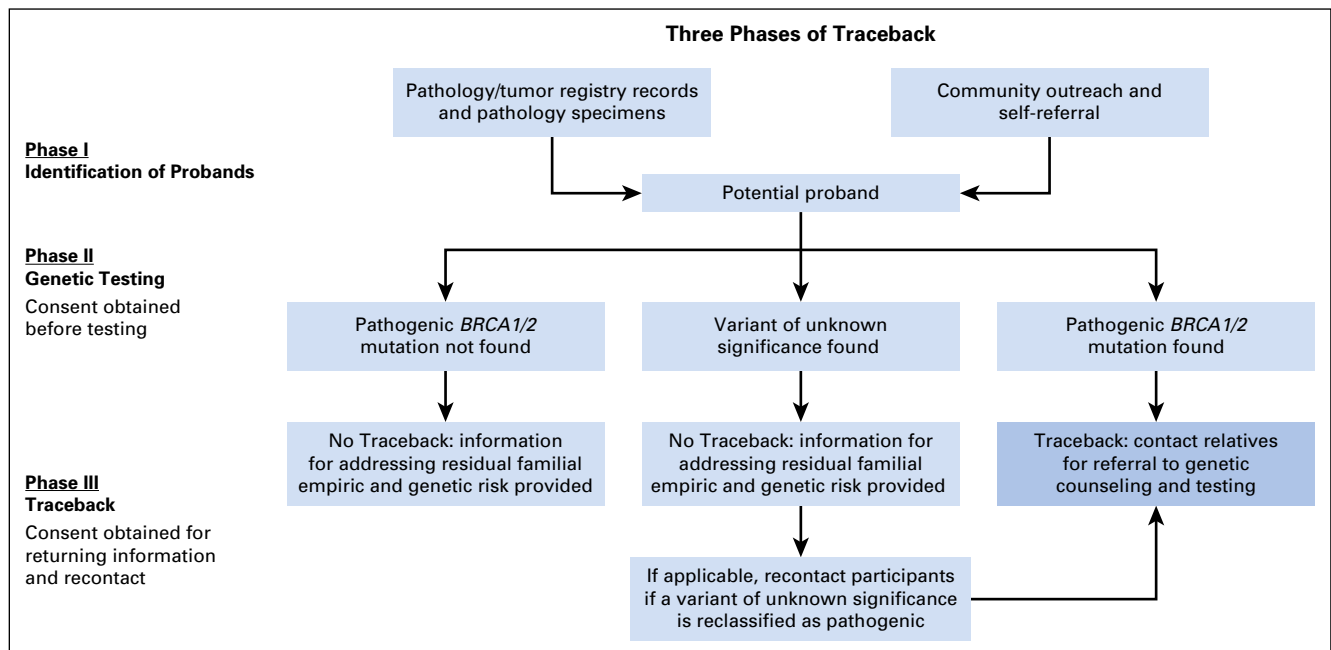 Three Phases of Traceback
Pathology/tumor registry records
and pathology specimens
Community outreach and
self-referral
Phase I
Identification of Probands
Potential proband
Phase II
Genetic Testing
Consent obtained
before testing
Pathogenic BRCA1/2
mutation not found
Variant of unknown
significance found
Pathogenic BRCA1/2
mutation found
Phase III
Traceback
Consent obtained for
returning information
and recontact
No Traceback: information
for addressing residual familial
empiric and genetic risk provided
No Traceback: information for
addressing residual familial
empiric and genetic risk provided
Traceback: contact relatives
for referral to genetic
counseling and testing
If applicable, recontact participants
if a variant of unknown significance
is reclassified as pathogenic